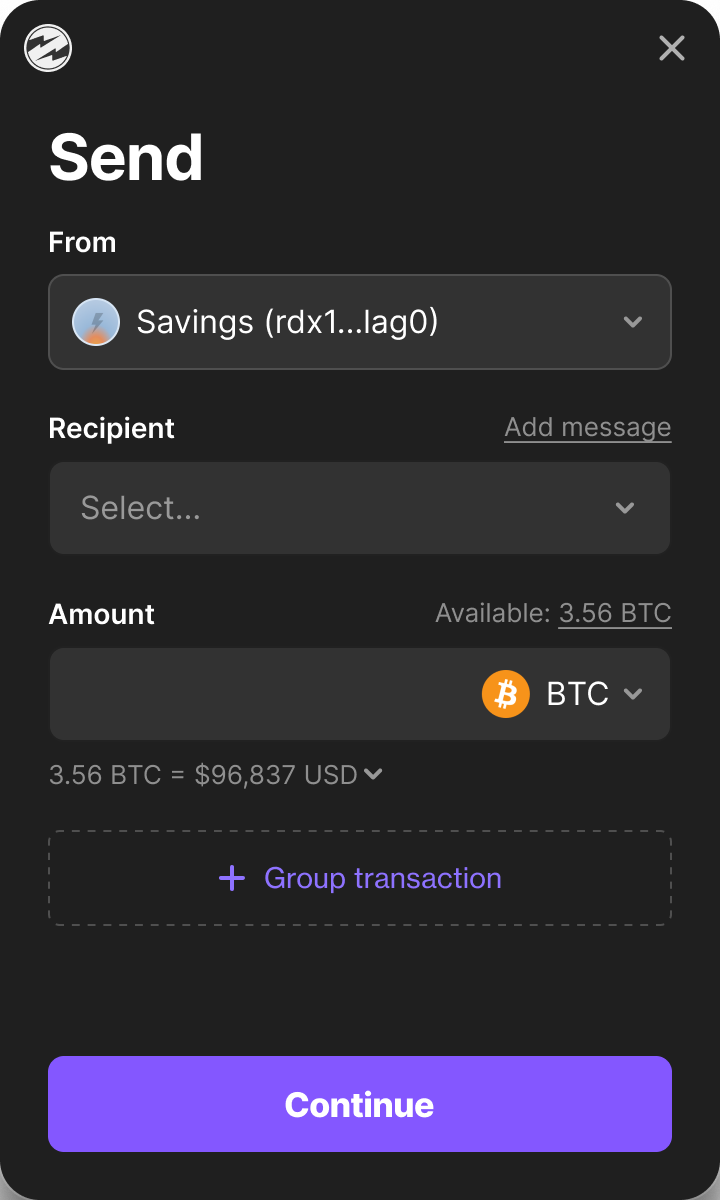 Send
From
Savings (rdx1...lag0)
Recipient Add message
Select...
Amount Available: 3.56 BTC
BTC
3.56 BTC = $96,837 USD
+ Group transaction
Continue